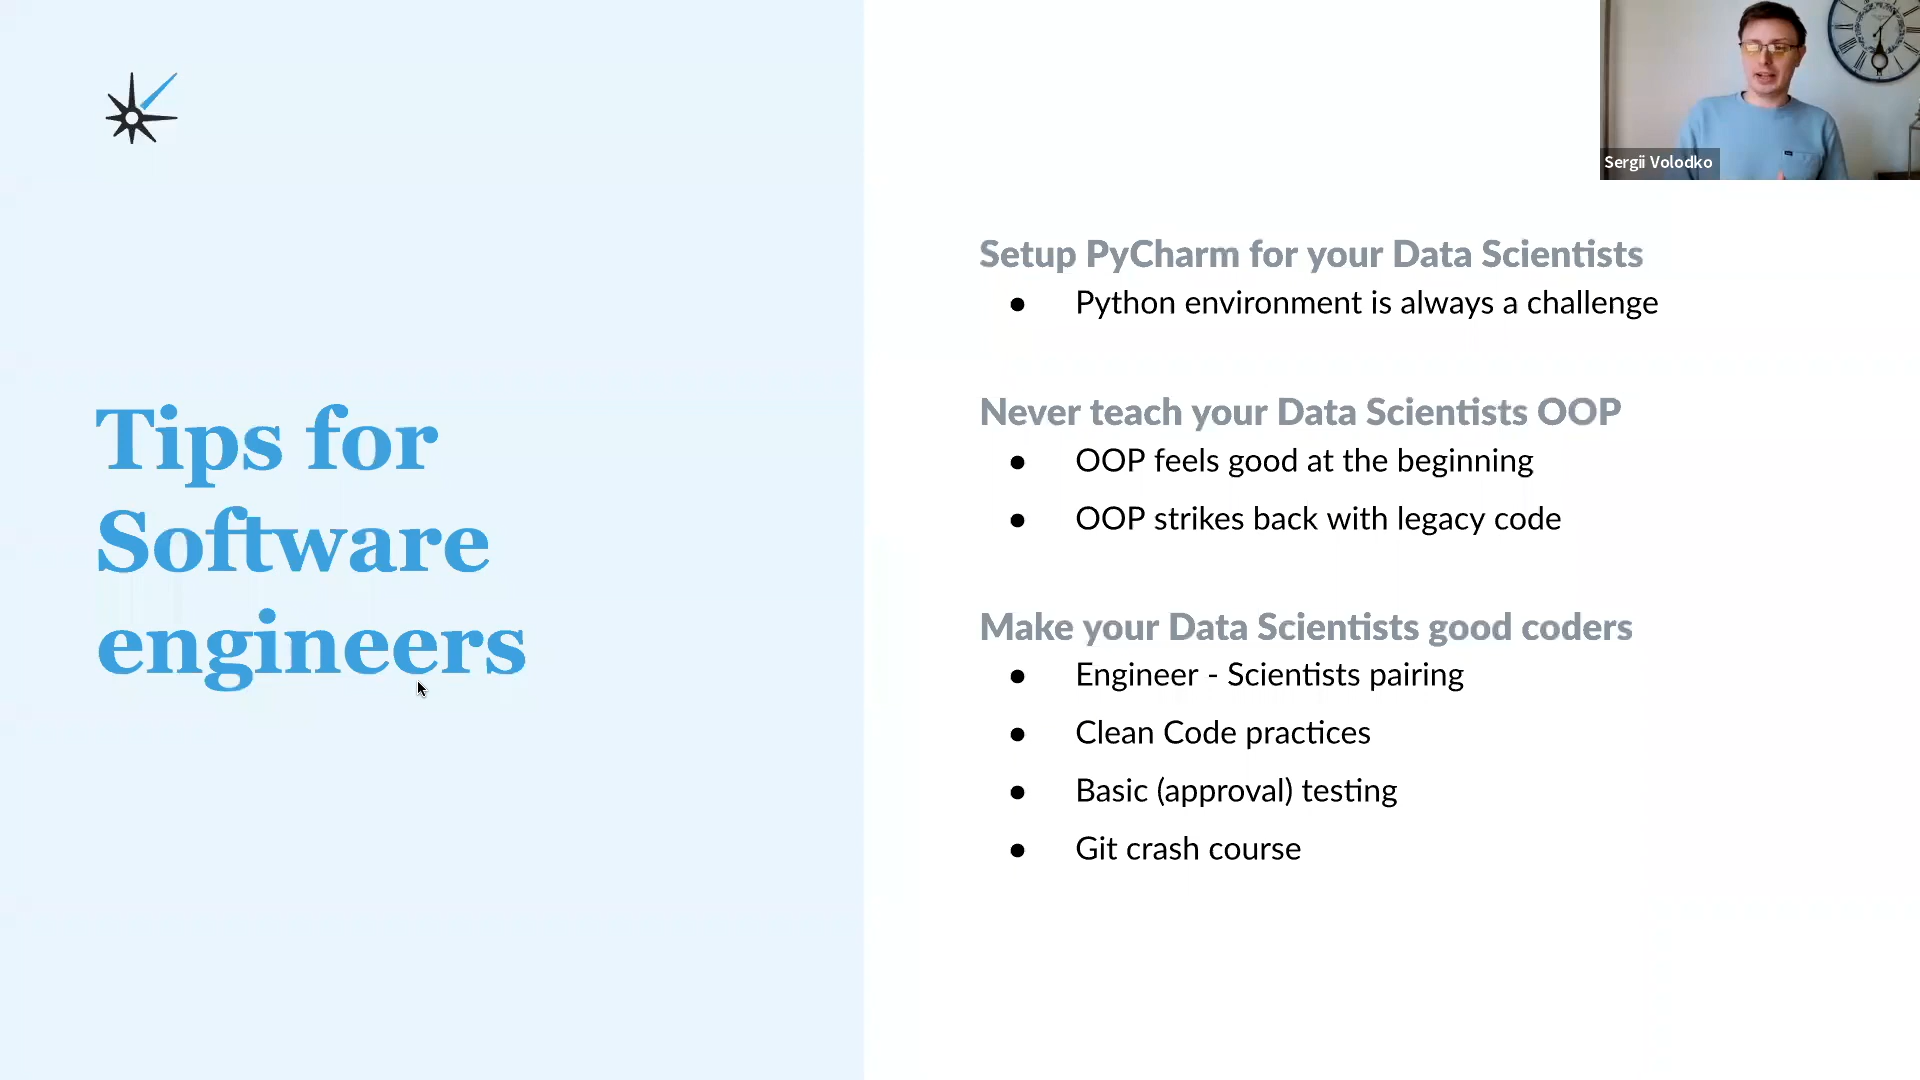 Tips for
Software
engineers
Sergii Volodko
Setup PyCharm for your Data Scientists
● Python environment is always a challenge
Never teach your Data Scientists OOP
● OOP feels good at the beginning
● OOP strikes back with legacy code
Make your Data Scientists good coders
● Engineer - Scientists pairing
● Clean Code practices
● Basic (approval) testing
● Git crash course